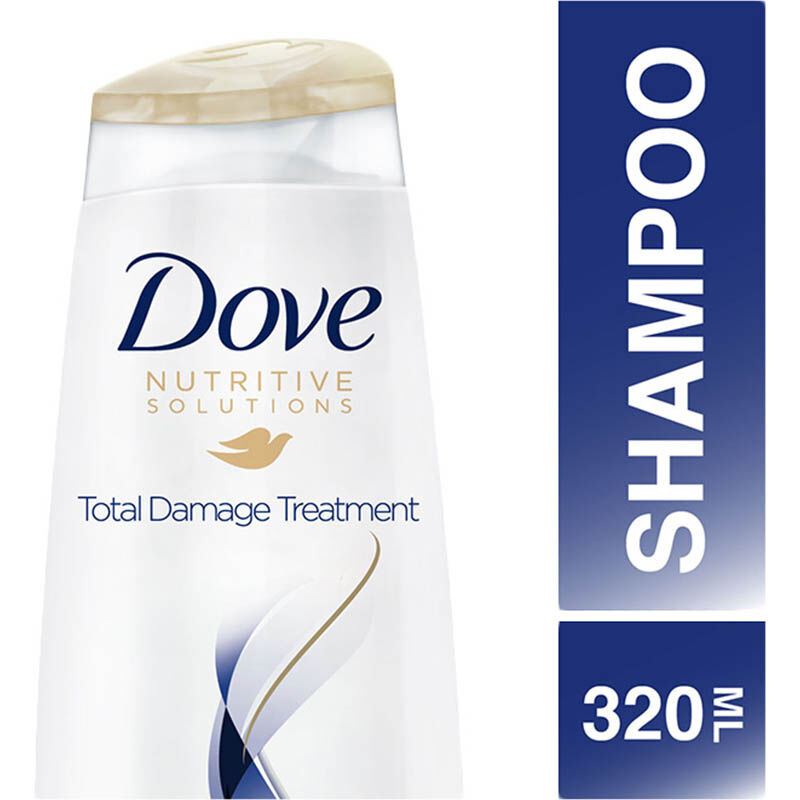 Dove
NUTRITIVE
SOLUTIONS
Total Damage Treatment
SHAMPOO
320 ML